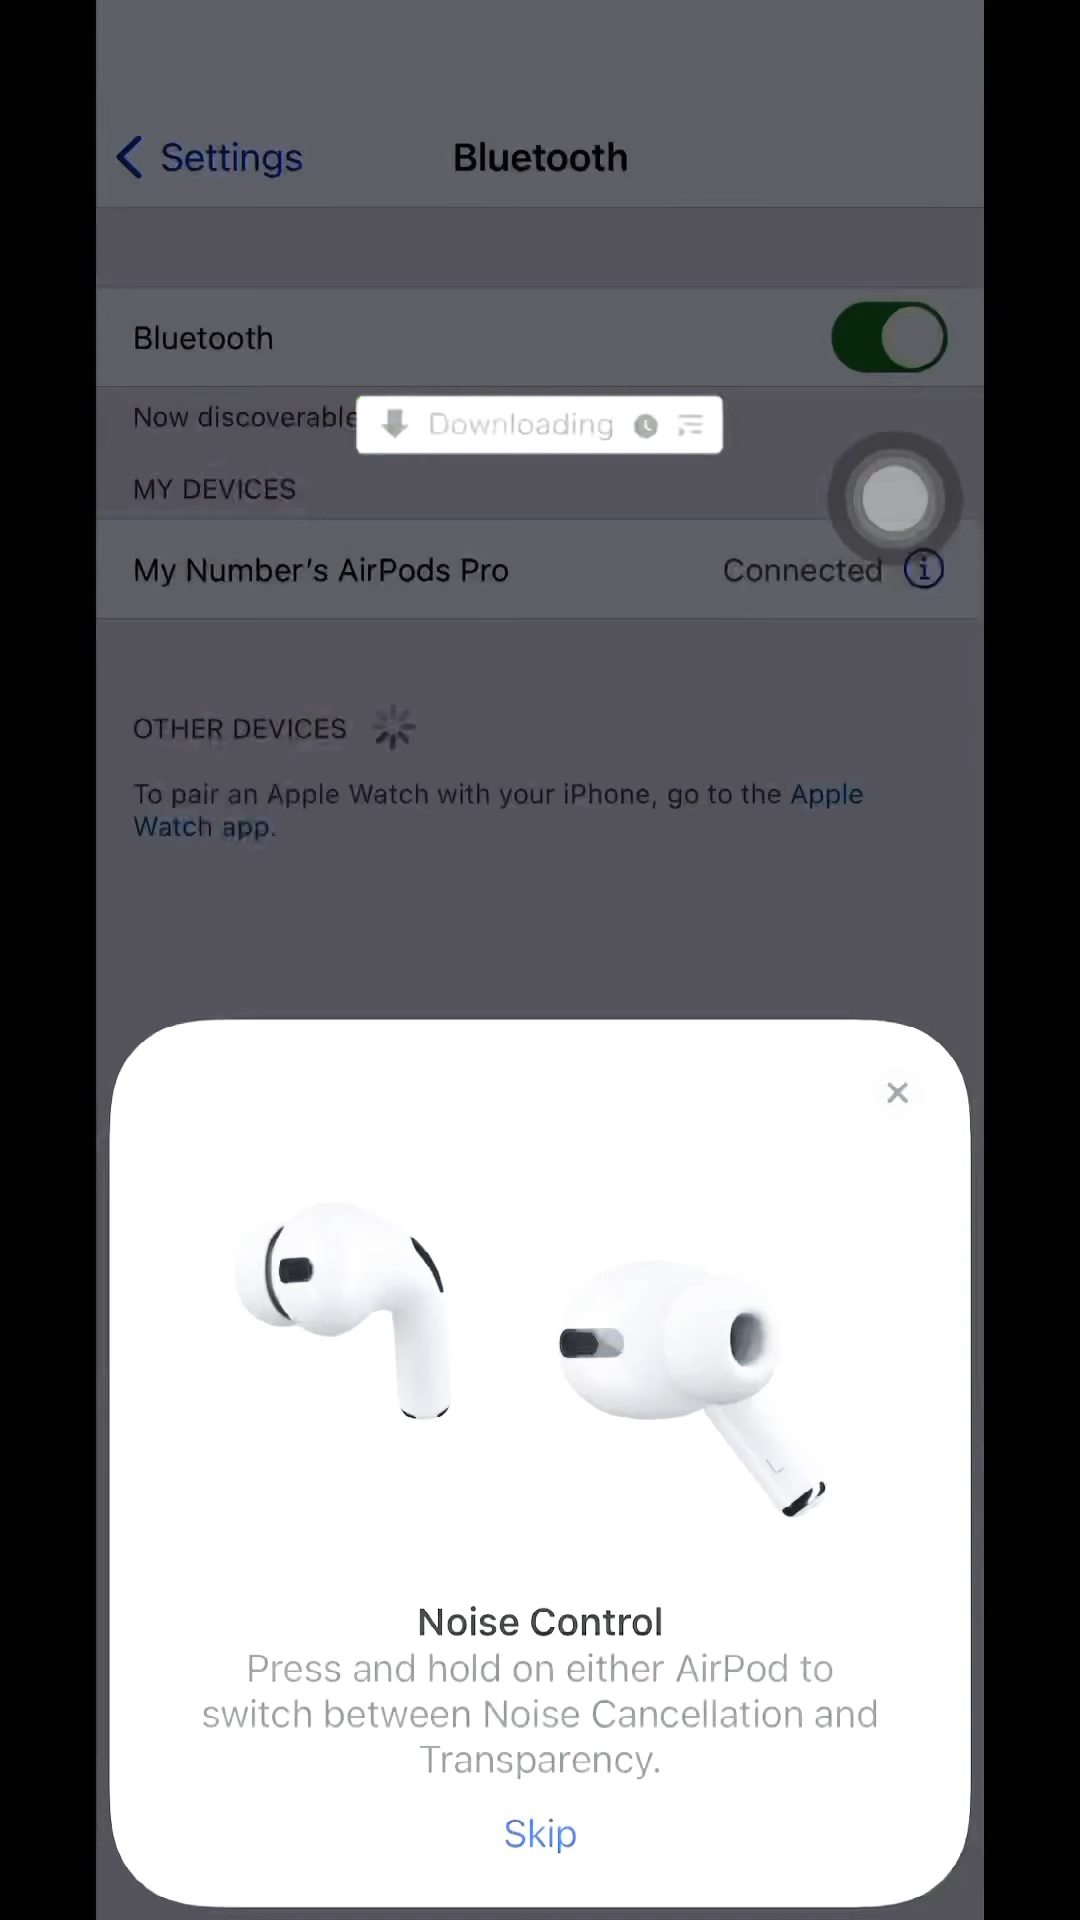 Settings
Bluetooth
Bluetooth
Now discoverable
Downloading
MY DEVICES
My Number's AirPods Pro
Connected
OTHER DEVICES
To pair an Apple Watch with your iPhone, go to the Apple
Watch app.
L
Noise Control
Press and hold on either AirPod to
switch between Noise Cancellation and
Transparency.
Skip